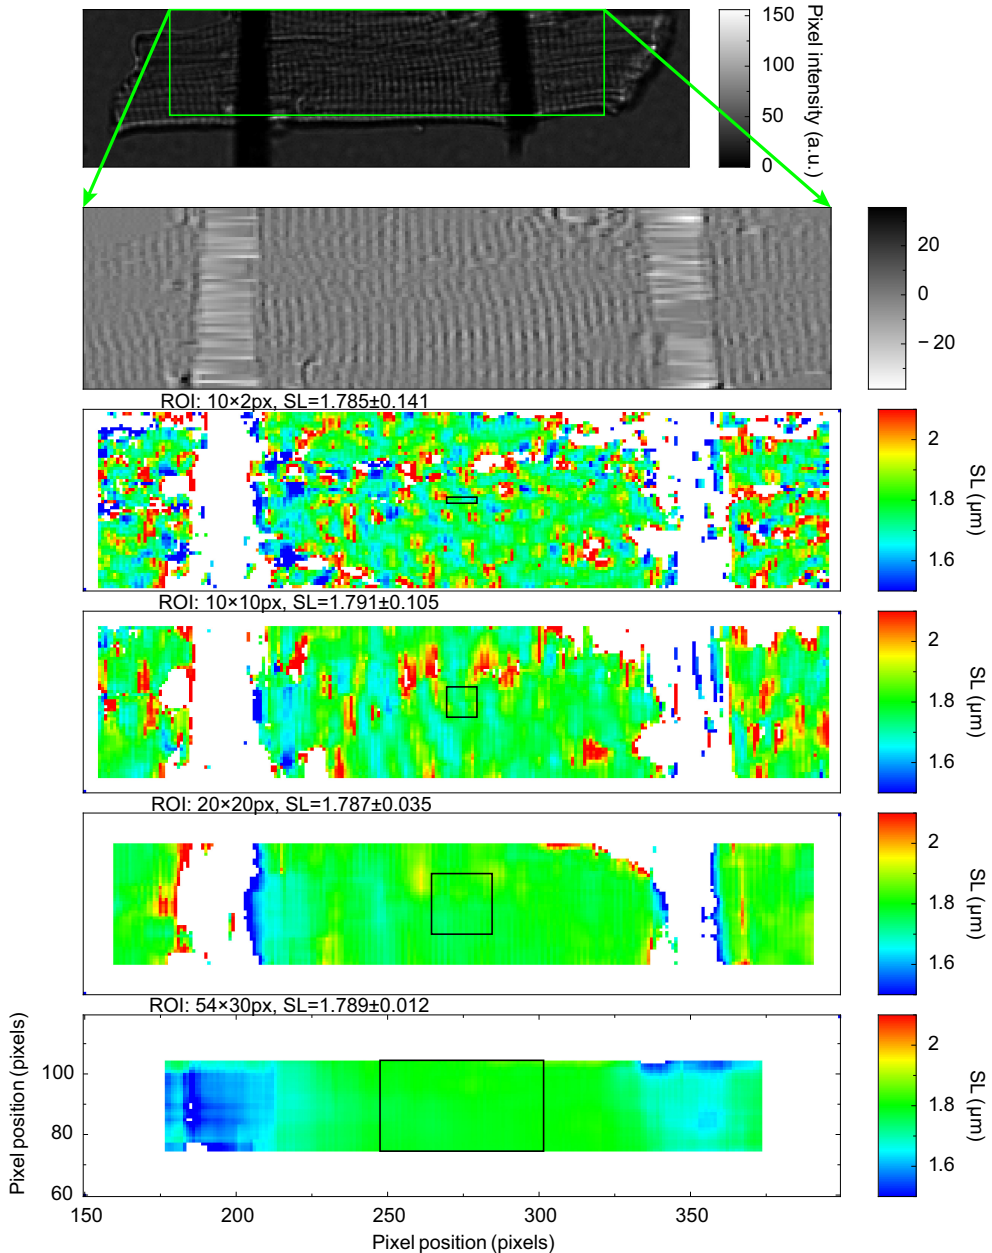 150
100
50
0
Pixel intensity (a.u.)
20
0
−20
ROI: 10×2px, SL=1.785±0.141
2
1.8
1.6
SL (μm)
ROI: 10×10px, SL=1.791±0.105
2
1.8
1.6
SL (μm)
ROI: 20×20px, SL=1.787±0.035
2
1.8
1.6
SL (μm)
ROI: 54×30px, SL=1.789±0.012
2
1.8
1.6
SL (μm)
Pixel position (pixels)
100
80
60
150
200
250
300
350
Pixel position (pixels)